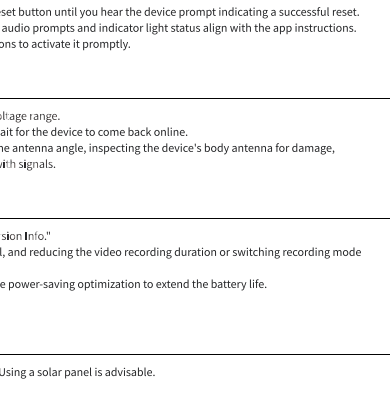 reset button until you hear the device prompt indicating a successful reset.
audio prompts and indicator light status align with the app instructions.
ons to activate it promptly.
oltage range.
ait for the device to come back online.
he antenna angle, inspecting the device's body antenna for damage,
with signals.
sion Info."
l, and reducing the video recording duration or switching recording mode
e power-saving optimization to extend the battery life.
Using a solar panel is advisable.